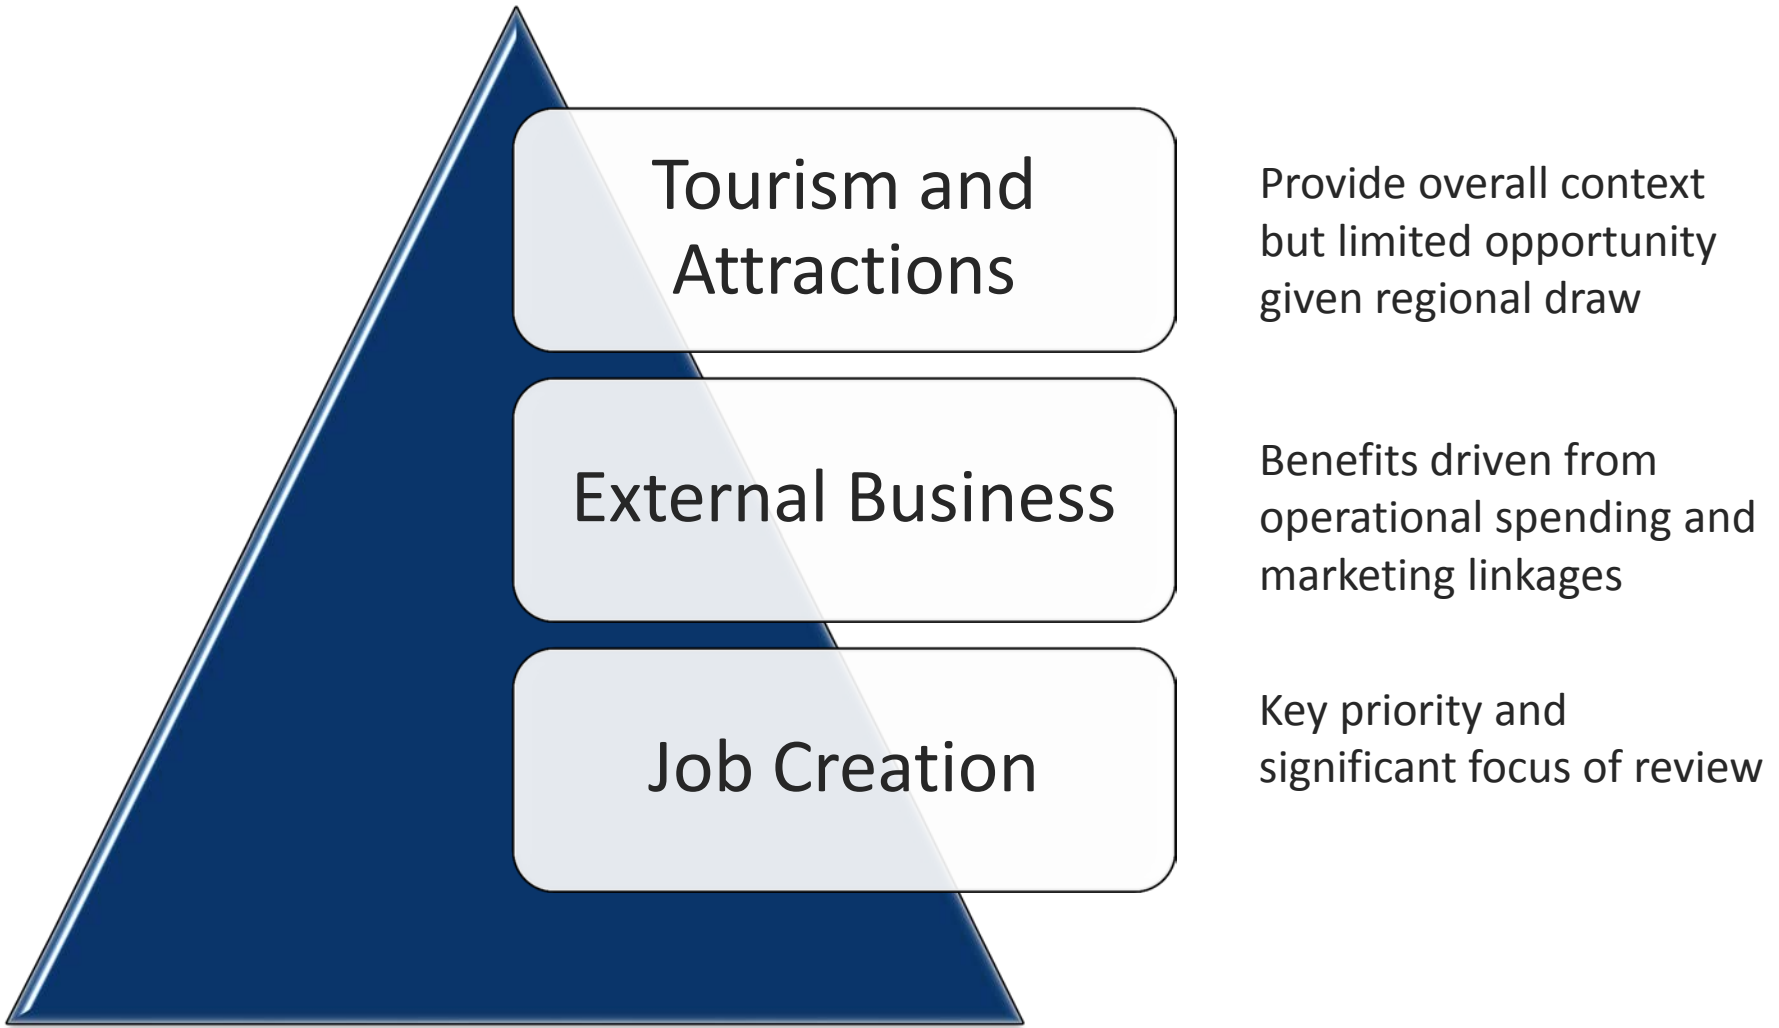 Tourism and
Attractions
Provide overall context
but limited opportunity
given regional draw
External Business
Benefits driven from
operational spending and
marketing linkages
Job Creation
Key priority and
significant focus of review